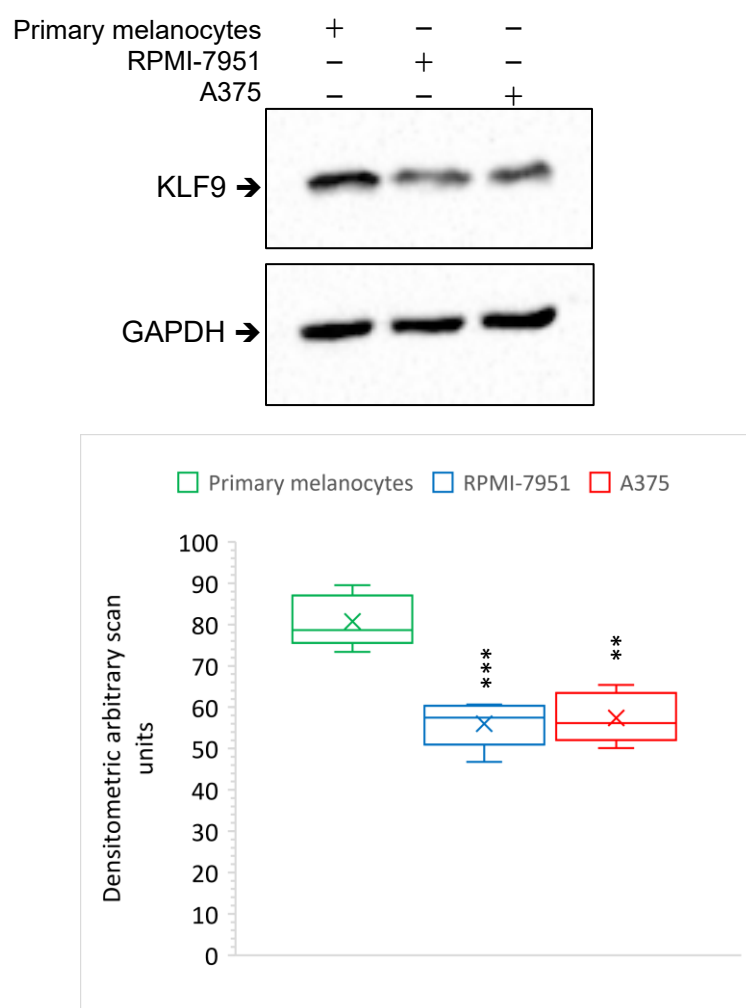 Primary melanocytes + – –
RPMI-7951 – + –
A375 – – +
KLF9 ➔
GAPDH ➔
Primary melanocytes RPMI-7951 A375
100
90
80
70
60
50
40
30
20
10
0
Densitometric arbitrary scan
units
***
**